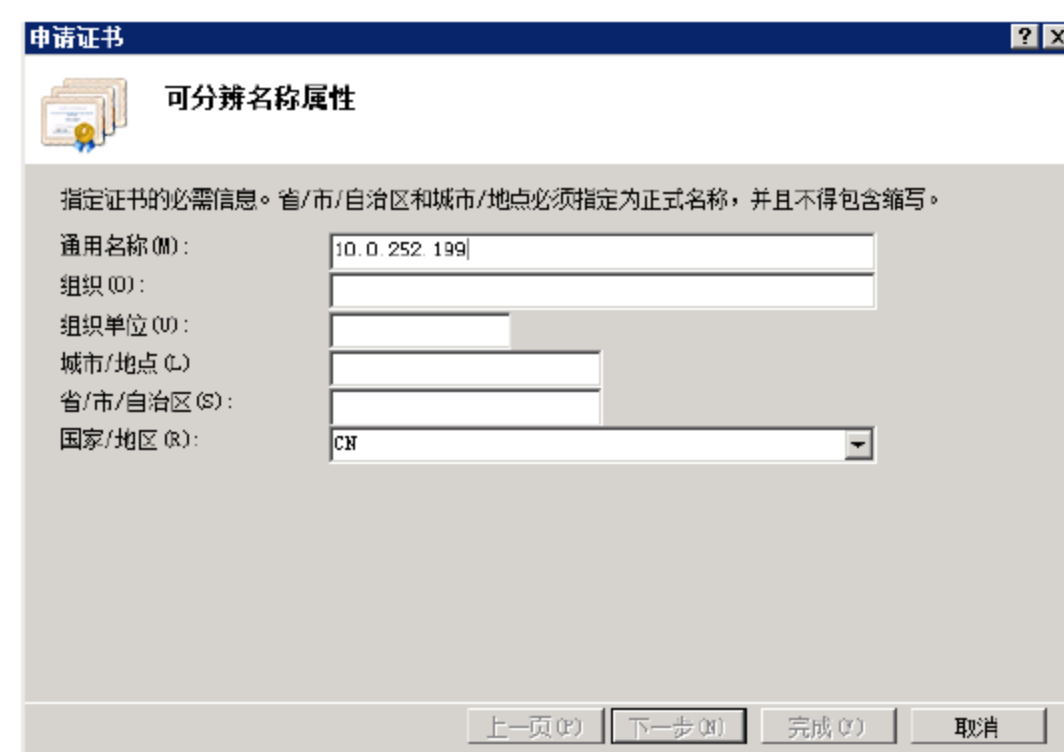 申请证书
可分辨名称属性
指定证书的必需信息。省/市/自治区和城市/地点必须指定为正式名称，并且不得包含缩写。
通用名称(M):
10.0.252.199
组织(O):
组织单位(U):
城市/地点(L)
省/市/自治区(S):
国家/地区(R):
CN
上一页(P)
下一步(N)
完成(F)
取消